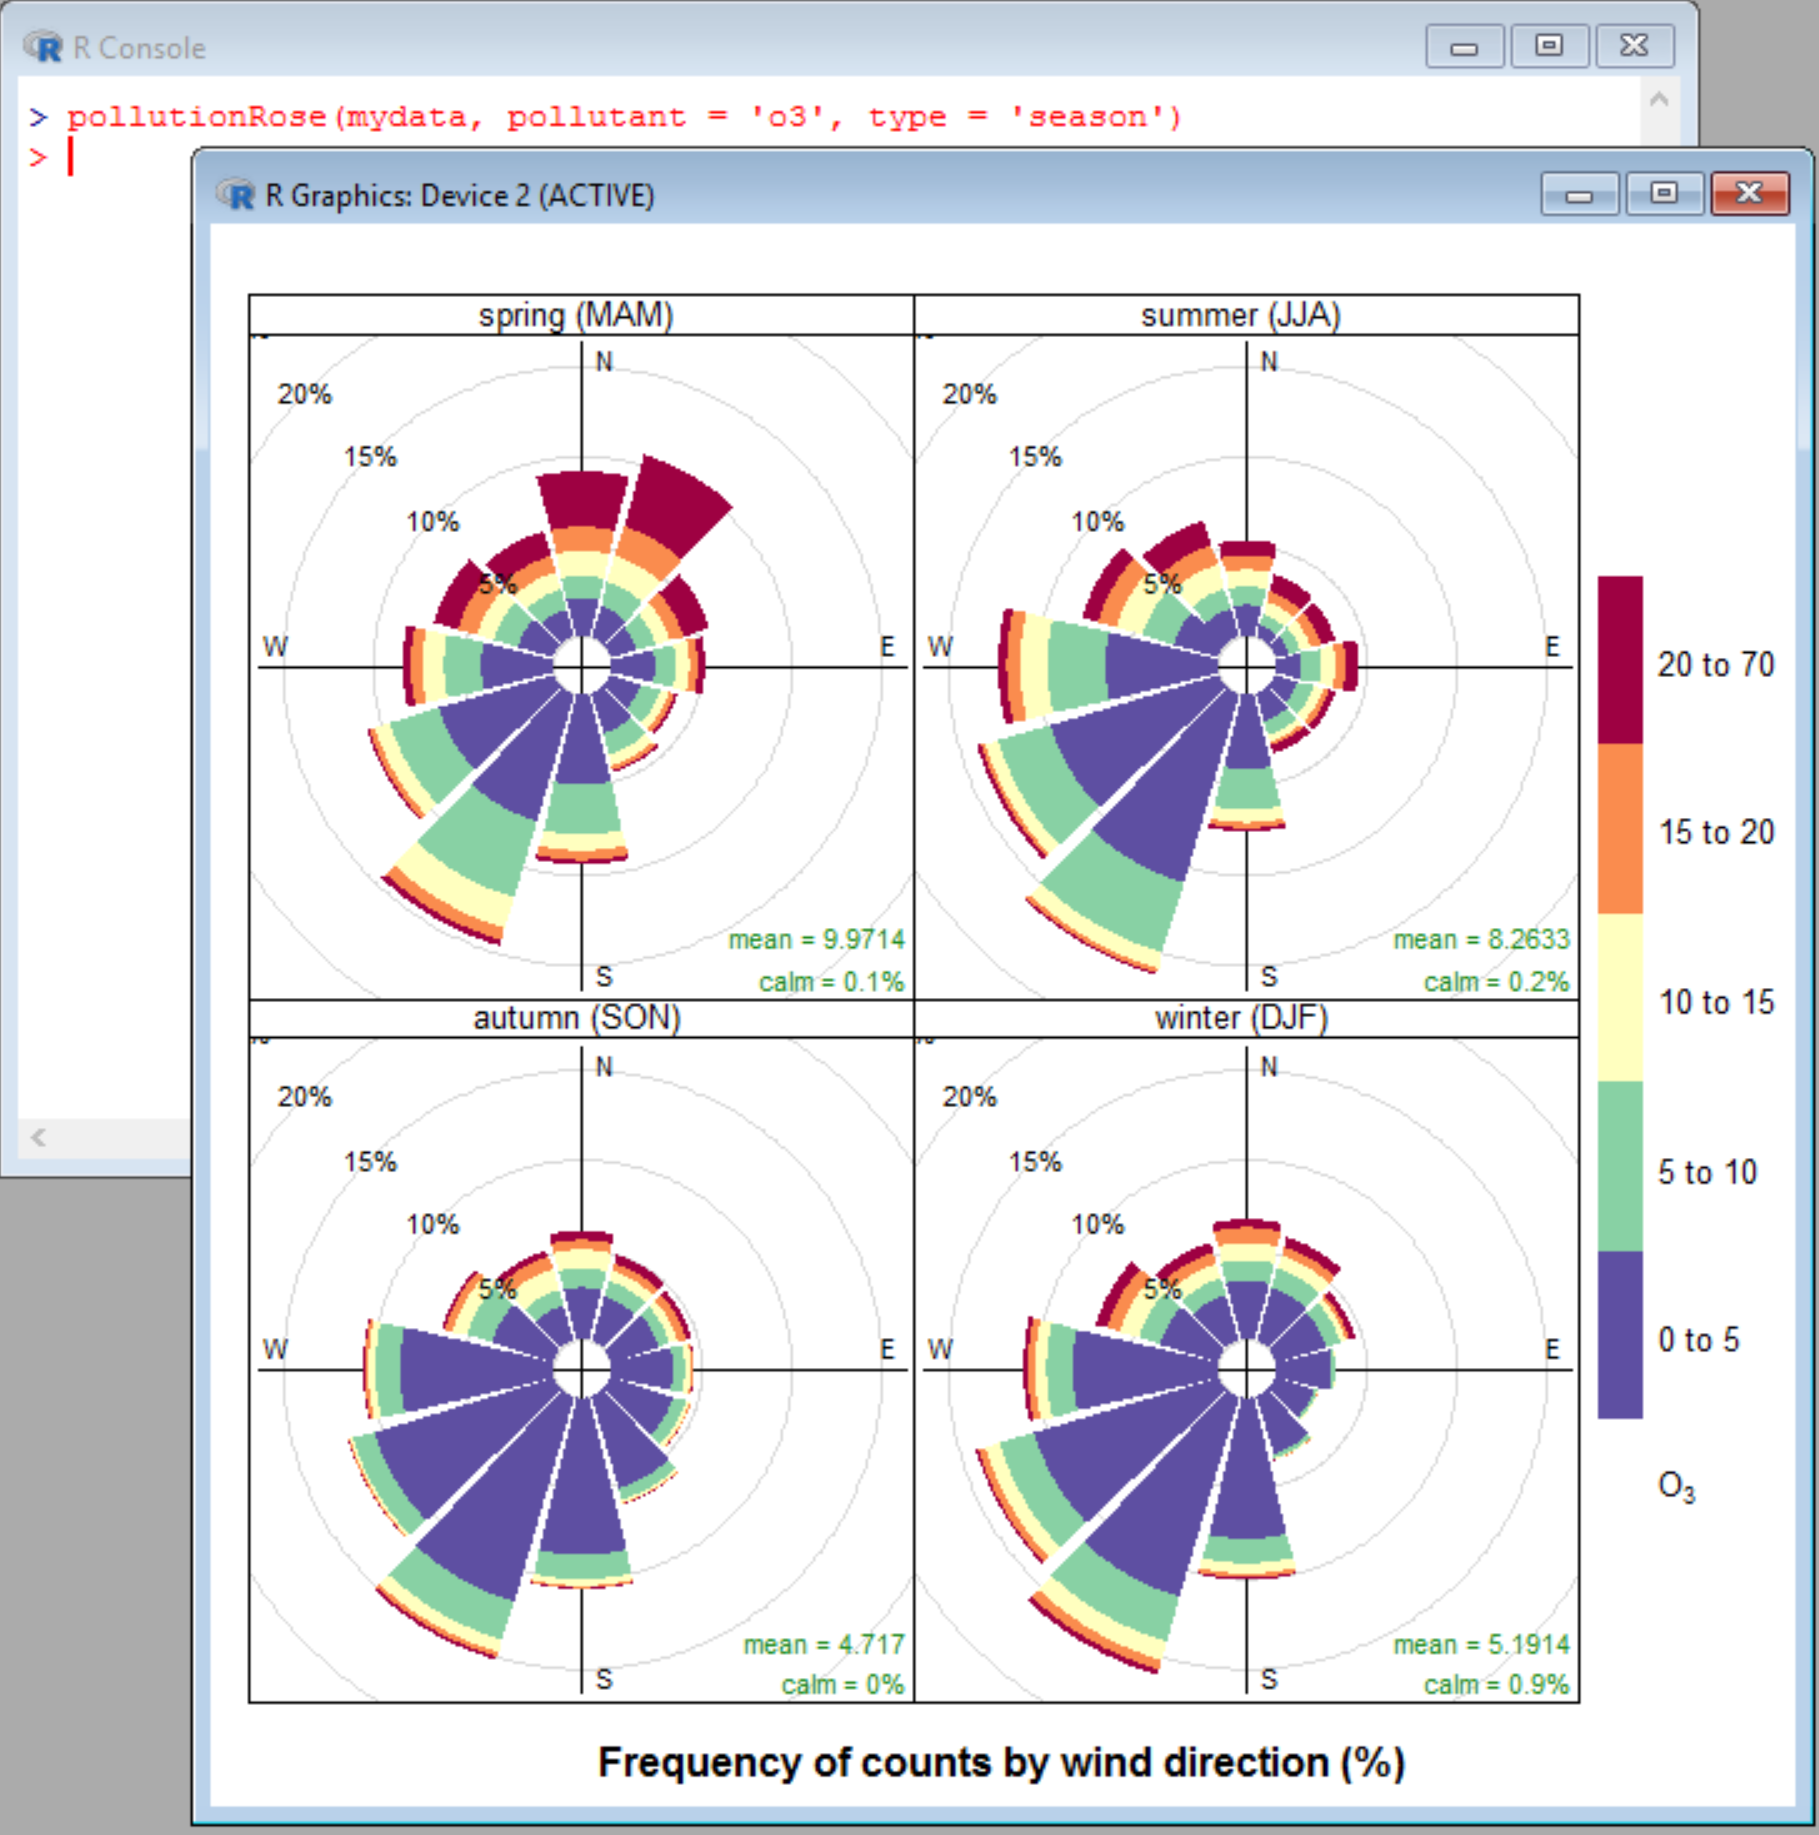 R Console
> pollutionRose(mydata, pollutant = 'o3', type = 'season')
>
R Graphics: Device 2 (ACTIVE)
spring (MAM)
summer (JJA)
N
20%
15%
10%
5%
W
E
S
mean = 9.9714
calm = 0.1%
N
20%
15%
10%
5%
W
E
S
mean = 8.2633
calm = 0.2%
autumn (SON)
winter (DJF)
N
20%
15%
10%
5%
W
E
S
mean = 4.717
calm = 0%
N
20%
15%
10%
5%
W
E
S
mean = 5.1914
calm = 0.9%
20 to 70
15 to 20
10 to 15
5 to 10
0 to 5
O₃
Frequency of counts by wind direction (%)